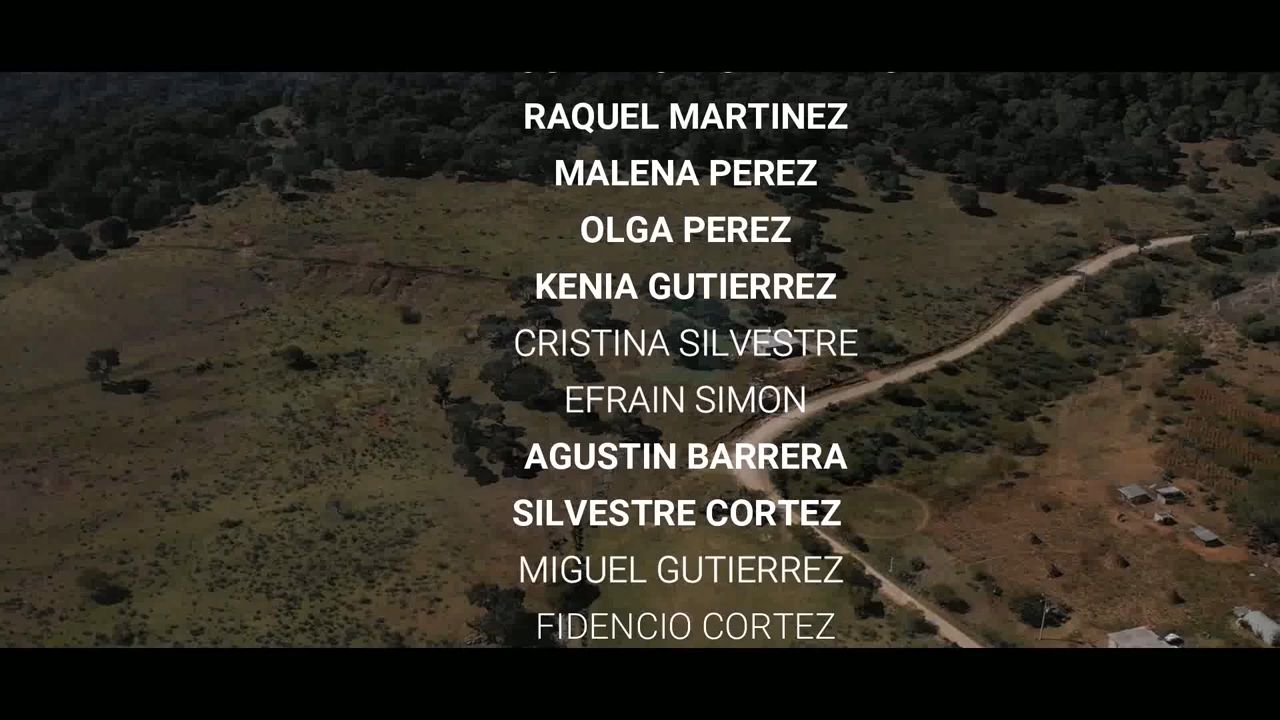 RAQUEL MARTINEZ
MALENA PEREZ
OLGA PEREZ
KENIA GUTIERREZ
CRISTINA SILVESTRE
EFRAIN SIMON
AGUSTIN BARRERA
SILVESTRE CORTEZ
MIGUEL GUTIERREZ
FIDENCIO CORTEZ